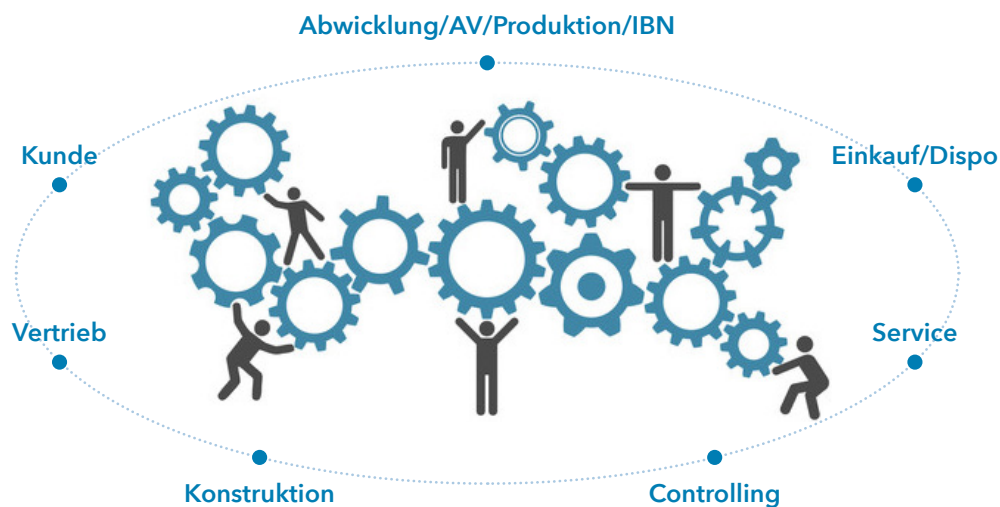 Abwicklung/AV/Produktion/IBN
Kunde
Einkauf/Dispo
Vertrieb
Service
Konstruktion
Controlling